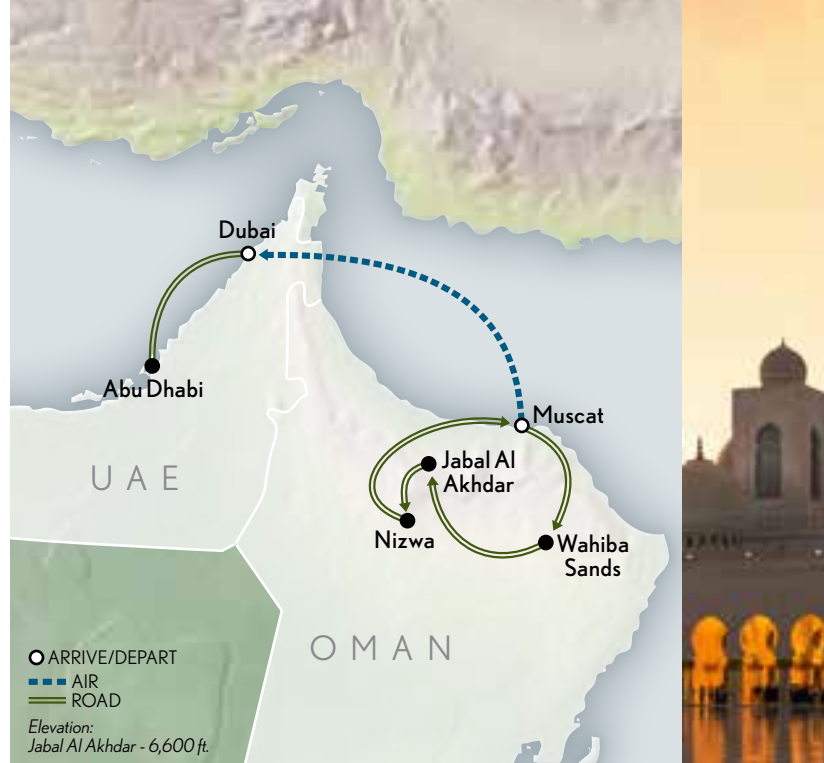 Dubai
Abu Dhabi
Muscat
Jabal Al
Akhdar
Nizwa
Wahiba
Sands
UAE
OMAN
ARRIVE/DEPART
AIR
ROAD
Elevation:
Jabal Al Akhdar - 6,600 ft.